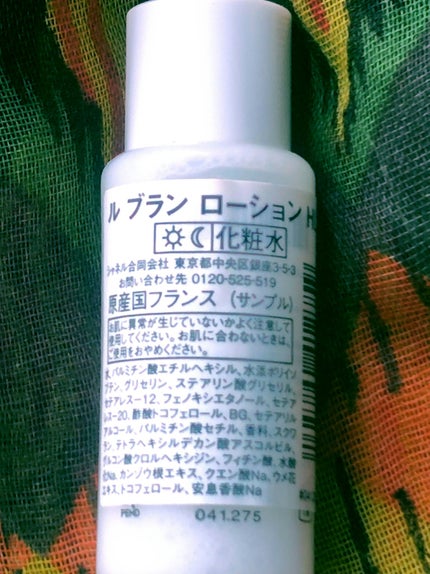 ル ブラン ローション H
化粧水
シャネル合同会社 東京都中央区銀座3-5-3
お問い合わせ先 0120-525-519
原産国フランス (サンプル)
お肌に異常が生じていないかよく注意して
使用してください。お肌に合わないときは、
ご使用をおやめください。
水、パルミチン酸エチルヘキシル、水添ポリイソ
ブテン、グリセリン、ステアリン酸グリセリル、
セテアレス-12、フェノキシエタノール、セテア
レス-20、酢酸トコフェロール、BG、セテアリル
アルコール、パルミチン酸セチル、香料、スクワ
ラン、テトラヘキシルデカン酸アスコルビル、
グルコン酸クロルヘキシジン、フィチン酸、水酸
化Na、カンゾウ根エキス、クエン酸Na、ウメ花
エキス、トコフェロール、安息香酸Na
041.275